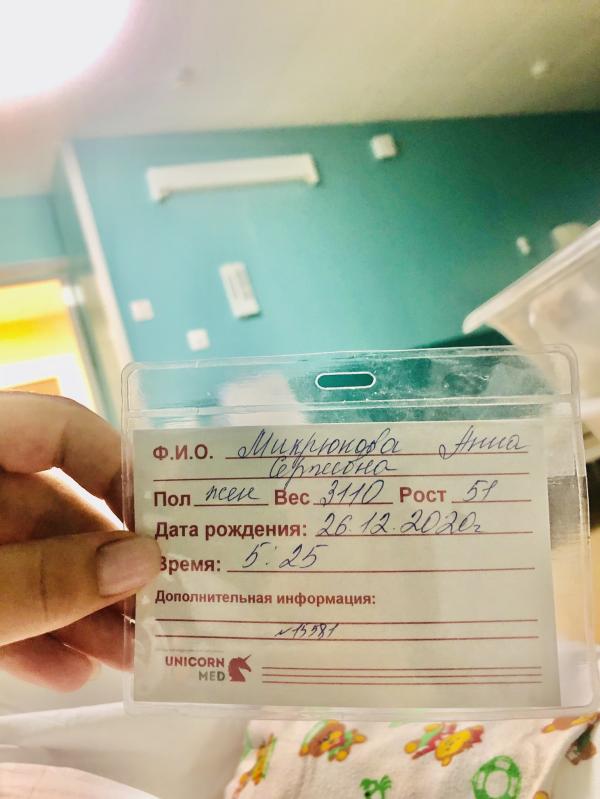 Ф.И.О. Микрюкова Анна
Сергеевна
Пол жен Вес 3110 Рост 51
Дата рождения: 26.12.2020г
Время: 5:25
Дополнительная информация:
№15581
UNICORN
MED